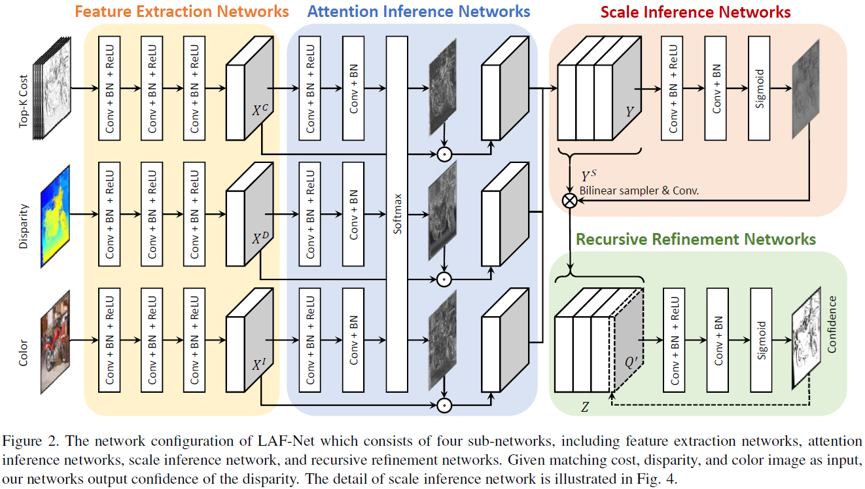 Feature Extraction Networks
Attention Inference Networks
Scale Inference Networks
Top-K Cost
Conv + BN + ReLU
Conv + BN + ReLU
Conv + BN + ReLU
X^C
Conv + BN + ReLU
Conv + BN
Softmax
Y
Conv + BN + ReLU
Conv + BN
Sigmoid
Y^S
Bilinear sampler & Conv.
Disparity
Conv + BN + ReLU
Conv + BN + ReLU
Conv + BN + ReLU
X^D
Conv + BN + ReLU
Conv + BN
Recursive Refinement Networks
Color
Conv + BN + ReLU
Conv + BN + ReLU
Conv + BN + ReLU
X^I
Conv + BN + ReLU
Conv + BN
Z
Q'
Conv + BN + ReLU
Conv + BN
Sigmoid
Confidence
Figure 2. The network configuration of LAF-Net which consists of four sub-networks, including feature extraction networks, attention
inference networks, scale inference network, and recursive refinement networks. Given matching cost, disparity, and color image as input,
our networks output confidence of the disparity. The detail of scale inference network is illustrated in Fig. 4.